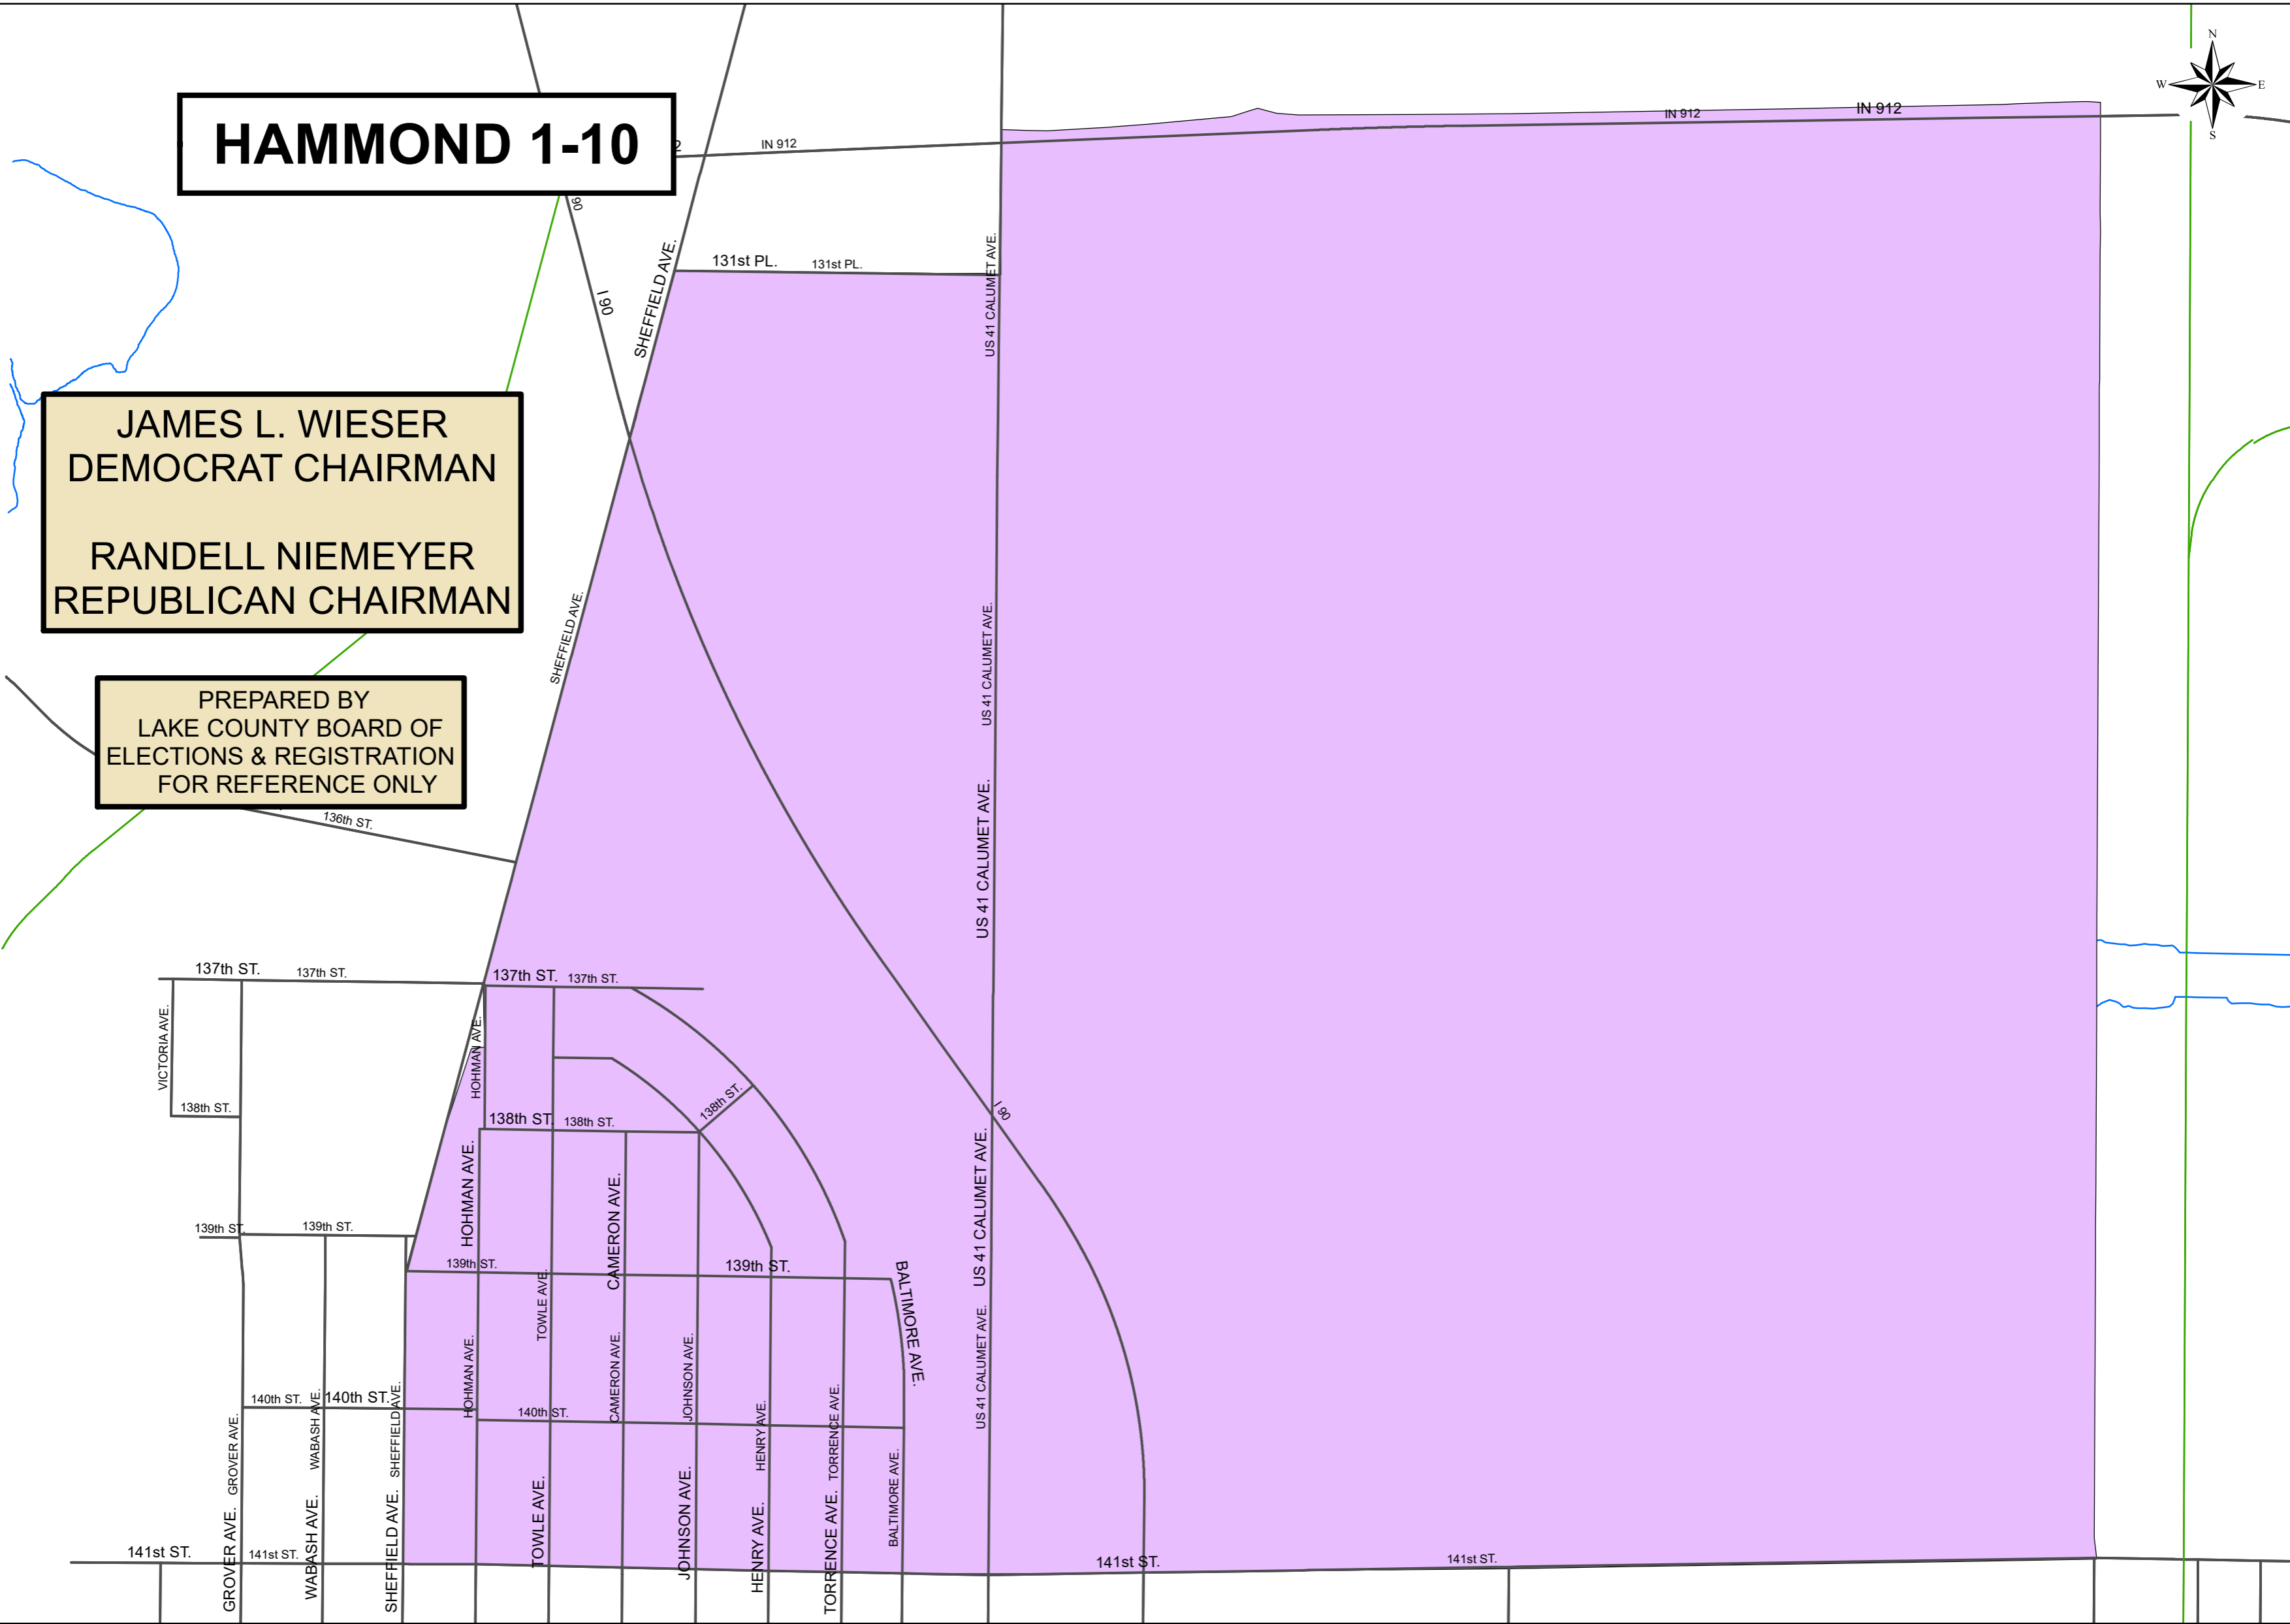 N
W
E
S
HAMMOND 1-10
IN 912
IN 912
IN 912
I 90
131st PL.
131st PL.
SHEFFIELD AVE.
US 41 CALUMET AVE.
JAMES L. WIESER
DEMOCRAT CHAIRMAN
RANDELL NIEMEYER
REPUBLICAN CHAIRMAN
SHEFFIELD AVE.
US 41 CALUMET AVE.
PREPARED BY
LAKE COUNTY BOARD OF
ELECTIONS & REGISTRATION
FOR REFERENCE ONLY
136th ST.
US 41 CALUMET AVE.
137th ST.
137th ST.
137th ST.
137th ST.
VICTORIA AVE.
HOHMAN AVE.
138th ST.
138th ST.
138th ST.
138th ST.
I 90
HOHMAN AVE.
CAMERON AVE.
US 41 CALUMET AVE.
139th ST.
139th ST.
139th ST.
139th ST.
TOWLE AVE.
BALTIMORE AVE.
HOHMAN AVE.
CAMERON AVE.
JOHNSON AVE.
US 41 CALUMET AVE.
140th ST.
140th ST.
140th ST.
GROVER AVE.
WABASH AVE.
SHEFFIELD AVE.
HENRY AVE.
TORRENCE AVE.
BALTIMORE AVE.
GROVER AVE.
WABASH AVE.
SHEFFIELD AVE.
TOWLE AVE.
JOHNSON AVE.
HENRY AVE.
TORRENCE AVE.
141st ST.
141st ST.
141st ST.
141st ST.